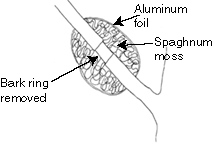 Aluminum
foil
Spaghnum
moss
Bark ring
removed